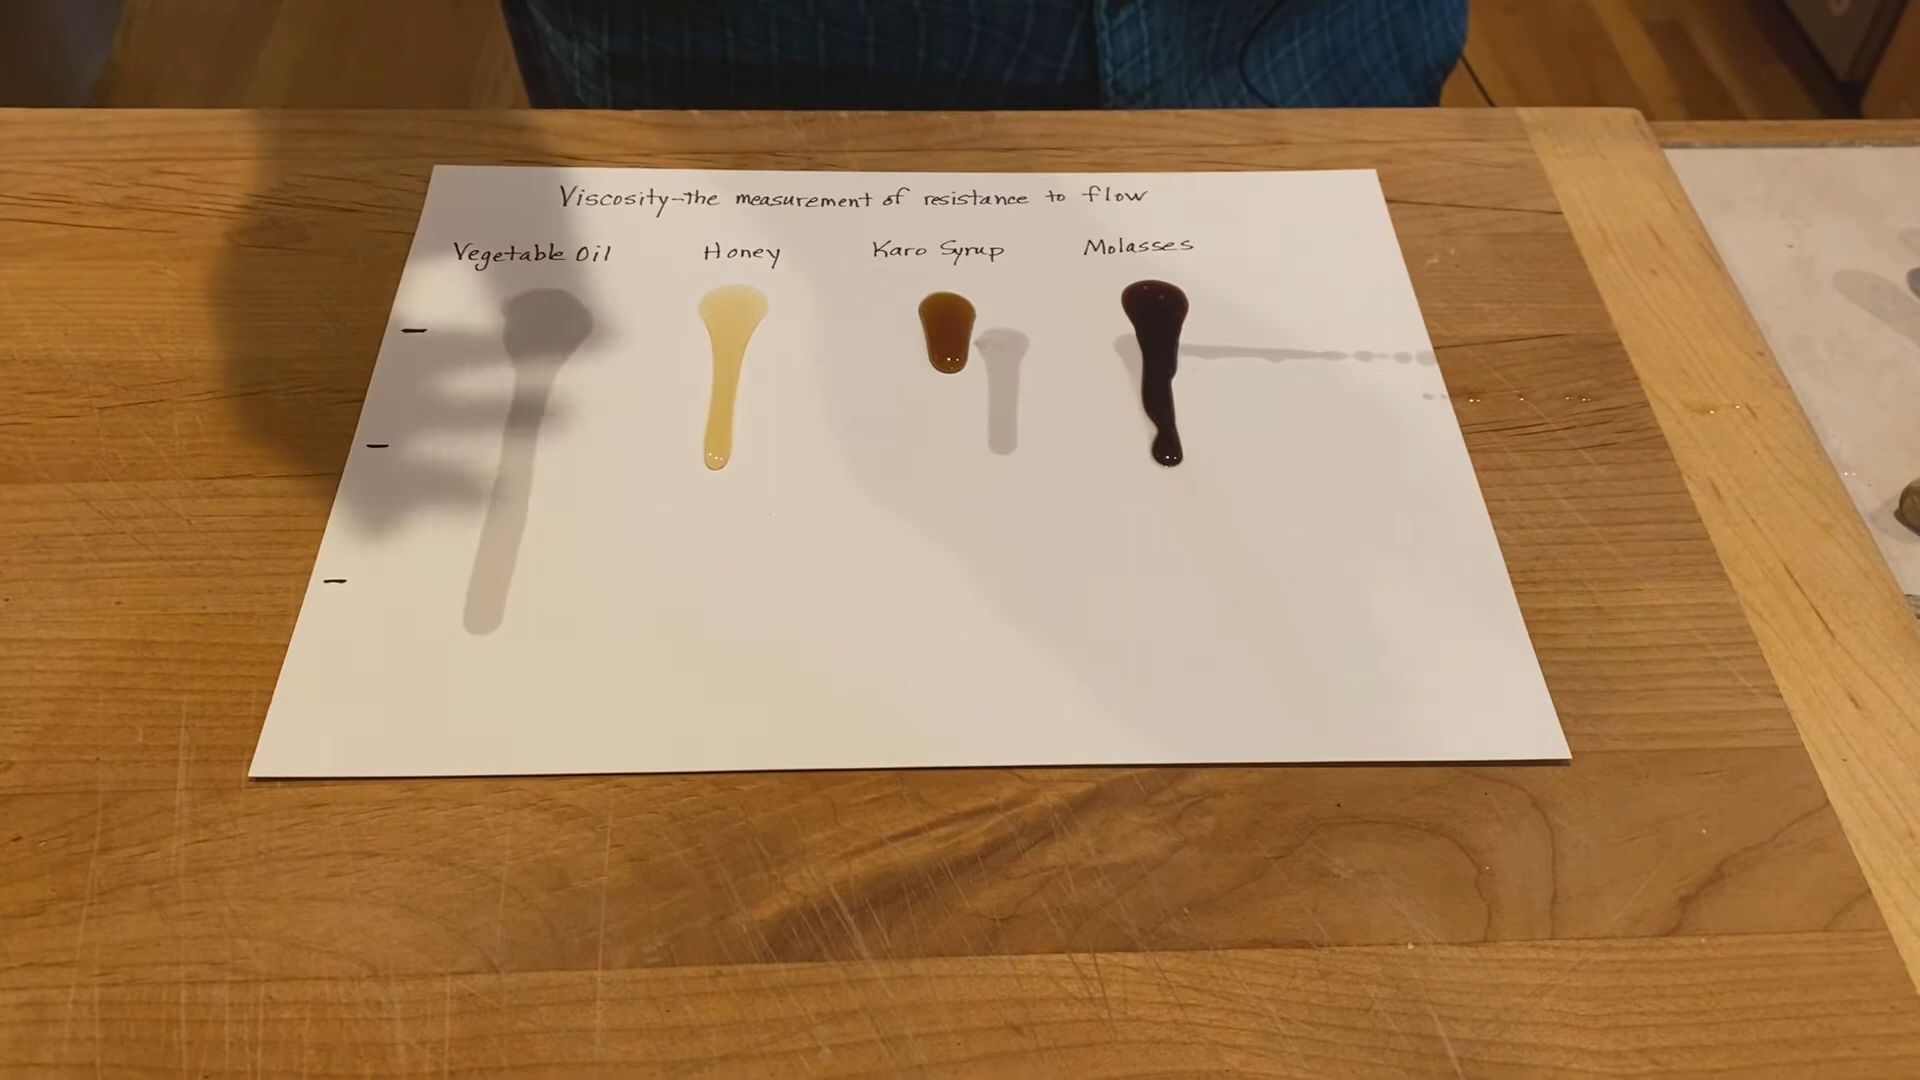 Viscosity-the measurement of resistance to flow
Vegetable Oil Honey Karo Syrup Molasses